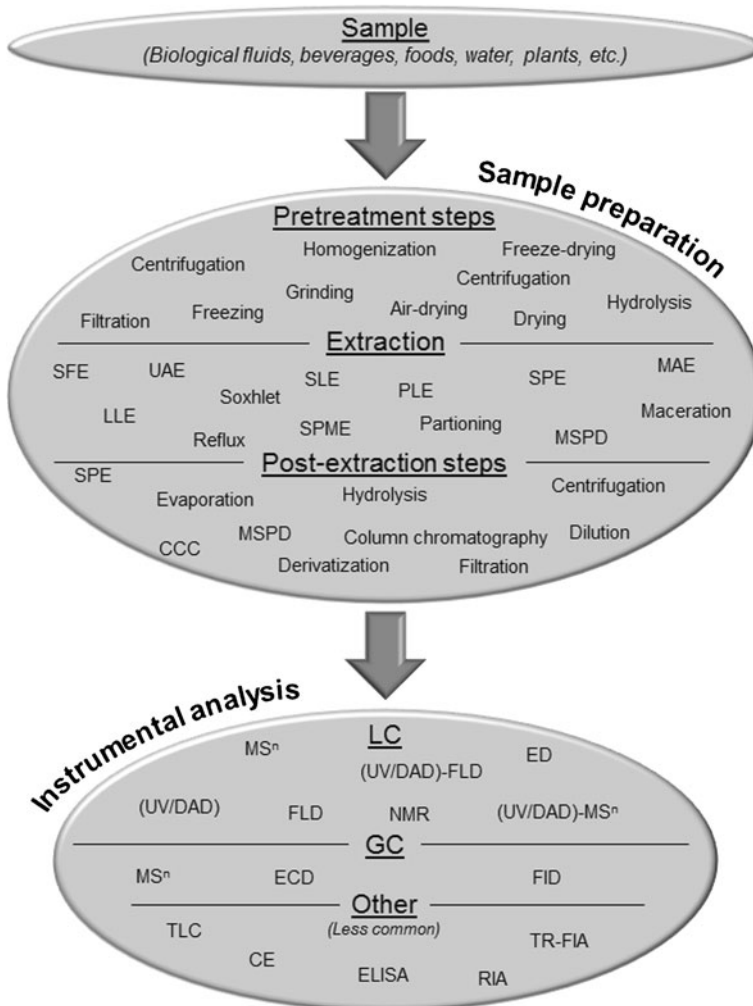 Sample
(Biological fluids, beverages, foods, water, plants, etc.)
Sample preparation
Pretreatment steps
Homogenization Freeze-drying
Centrifugation Centrifugation
Grinding Hydrolysis
Filtration Freezing Air-drying Drying
Extraction
SFE UAE SLE PLE SPE MAE
Soxhlet
LLE SPME Partioning Maceration
Reflux MSPD
Post-extraction steps
SPE Evaporation Hydrolysis Centrifugation
CCC MSPD Column chromatography Dilution
Derivatization Filtration
Instrumental analysis
LC
MSⁿ (UV/DAD)-FLD ED
(UV/DAD) FLD NMR (UV/DAD)-MSⁿ
GC
MSⁿ ECD FID
Other
(Less common)
TLC TR-FIA
CE ELISA RIA